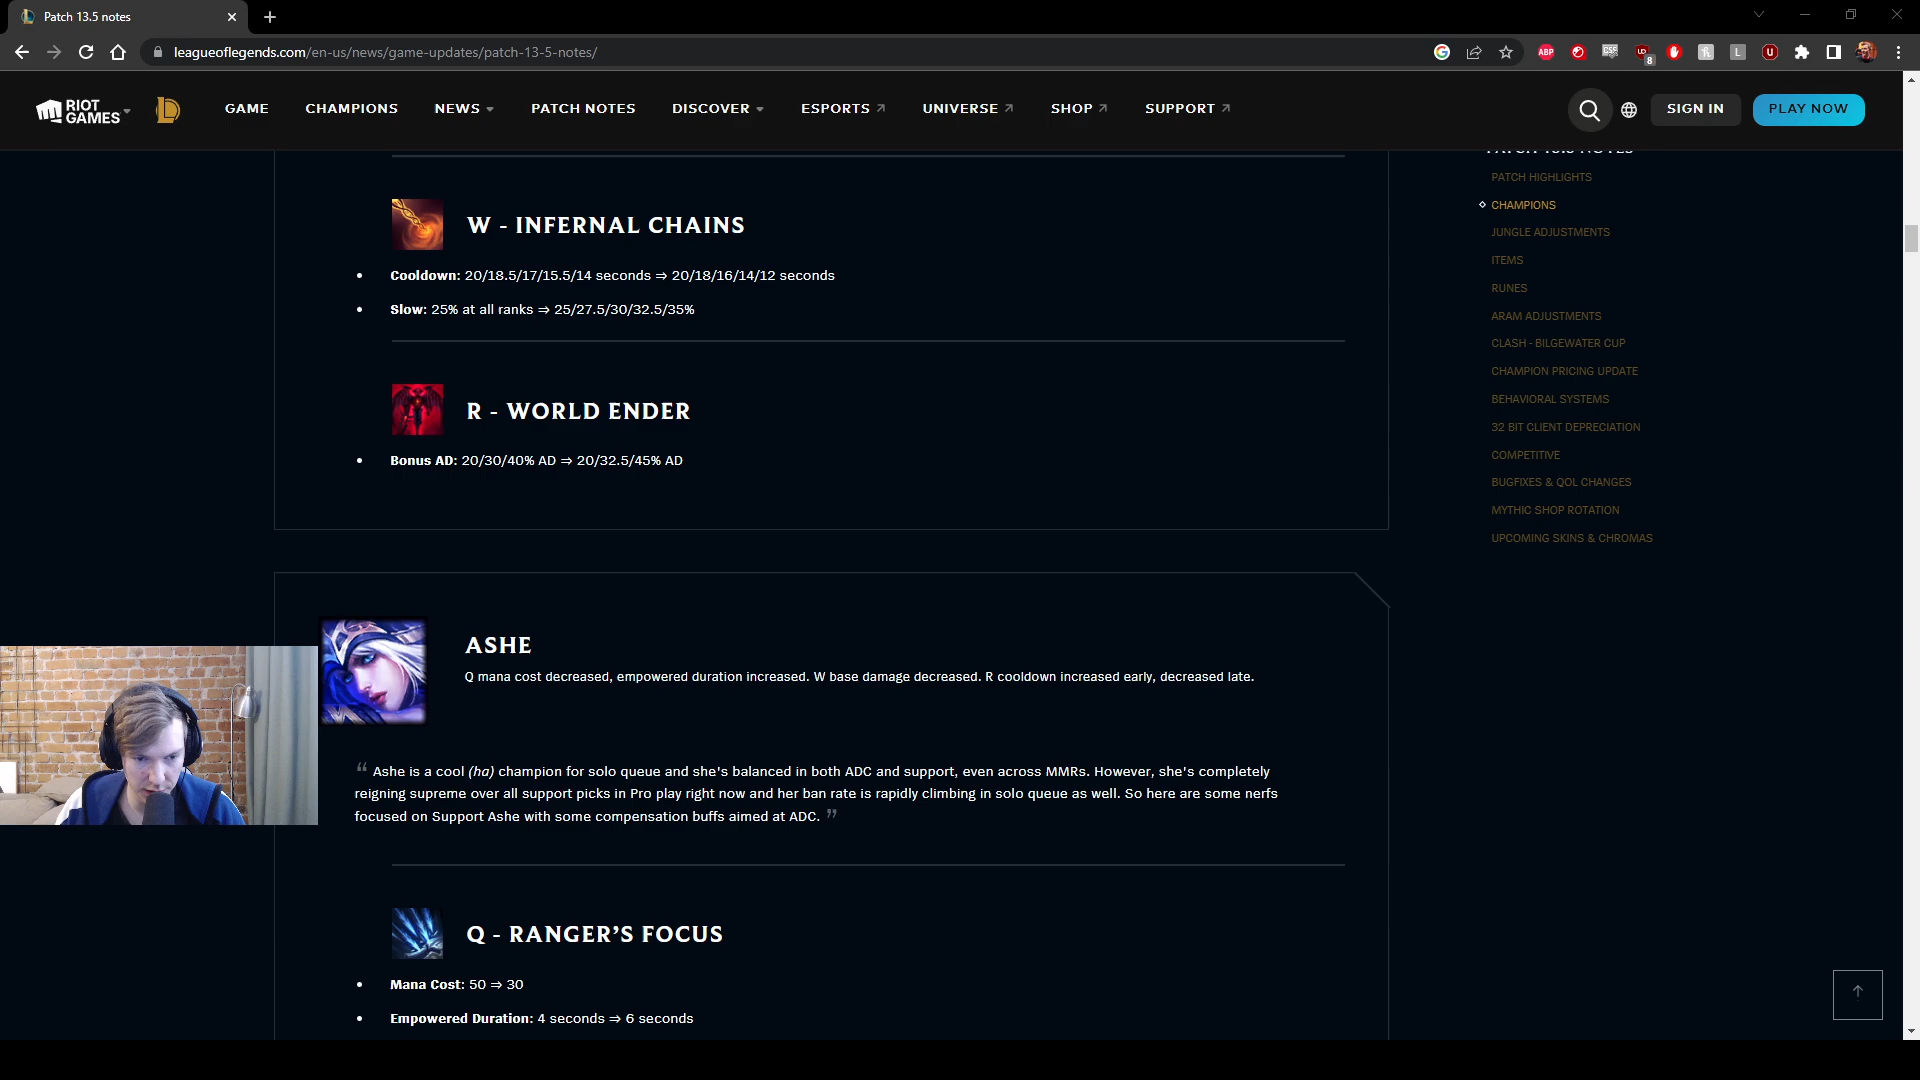 Patch 13.5 notes
leagueoflegends.com/en-us/news/game-updates/patch-13-5-notes/
ABP
8
L
RIOT GAMES
GAME
CHAMPIONS
NEWS
PATCH NOTES
DISCOVER
ESPORTS
UNIVERSE
SHOP
SUPPORT
SIGN IN
PLAY NOW
PATCH 13.5 NOTES
PATCH HIGHLIGHTS
CHAMPIONS
JUNGLE ADJUSTMENTS
ITEMS
RUNES
ARAM ADJUSTMENTS
CLASH - BILGEWATER CUP
CHAMPION PRICING UPDATE
BEHAVIORAL SYSTEMS
32 BIT CLIENT DEPRECIATION
COMPETITIVE
BUGFIXES & QOL CHANGES
MYTHIC SHOP ROTATION
UPCOMING SKINS & CHROMAS
W - INFERNAL CHAINS
• Cooldown: 20/18.5/17/15.5/14 seconds ⇒ 20/18/16/14/12 seconds
• Slow: 25% at all ranks ⇒ 25/27.5/30/32.5/35%
R - WORLD ENDER
• Bonus AD: 20/30/40% AD ⇒ 20/32.5/45% AD
ASHE
Q mana cost decreased, empowered duration increased. W base damage decreased. R cooldown increased early, decreased late.
“ Ashe is a cool (ha) champion for solo queue and she's balanced in both ADC and support, even across MMRs. However, she's completely
reigning supreme over all support picks in Pro play right now and her ban rate is rapidly climbing in solo queue as well. So here are some nerfs
focused on Support Ashe with some compensation buffs aimed at ADC. ”
Q - RANGER’S FOCUS
• Mana Cost: 50 ⇒ 30
• Empowered Duration: 4 seconds ⇒ 6 seconds